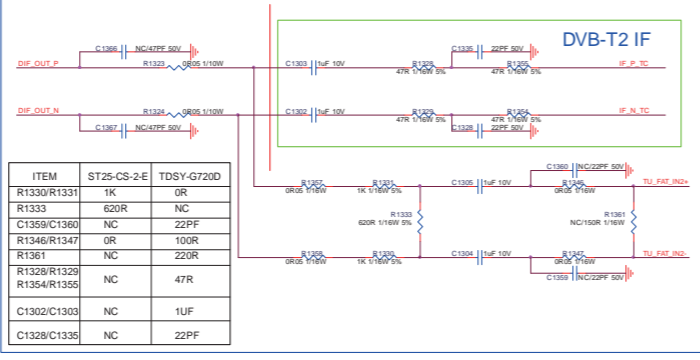 DVB-T2 IF
C1366 NC/47PF 50V
DIF_OUT_P
R1323 0R05 1/10W
C1303 1uF 10V
R1328
47R 1/16W 5%
C1335 22PF 50V
R1355
47R 1/16W 5%
IF_P_TC
DIF_OUT_N
R1324 0R05 1/10W
C1367 NC/47PF 50V
C1302 1uF 10V
R1329
47R 1/16W 5%
C1328 22PF 50V
R1354
47R 1/16W 5%
IF_N_TC
C1360 NC/22PF 50V
R1357
0R05 1/16W
R1331
1K 1/16W 5%
C1305 1uF 10V
R1346
0R05 1/16W
TU_FAT_IN2+
R1333
620R 1/16W 5%
R1361
NC/150R 1/16W
R1358
0R05 1/16W
R1330
1K 1/16W 5%
C1304 1uF 10V
R1347
0R05 1/16W
TU_FAT_IN2-
C1359 NC/22PF 50V
ITEM ST25-CS-2-E TDSY-G720D
R1330/R1331 1K 0R
R1333 620R NC
C1359/C1360 NC 22PF
R1346/R1347 0R 100R
R1361 NC 220R
R1328/R1329
R1354/R1355 NC 47R
C1302/C1303 NC 1UF
C1328/C1335 NC 22PF